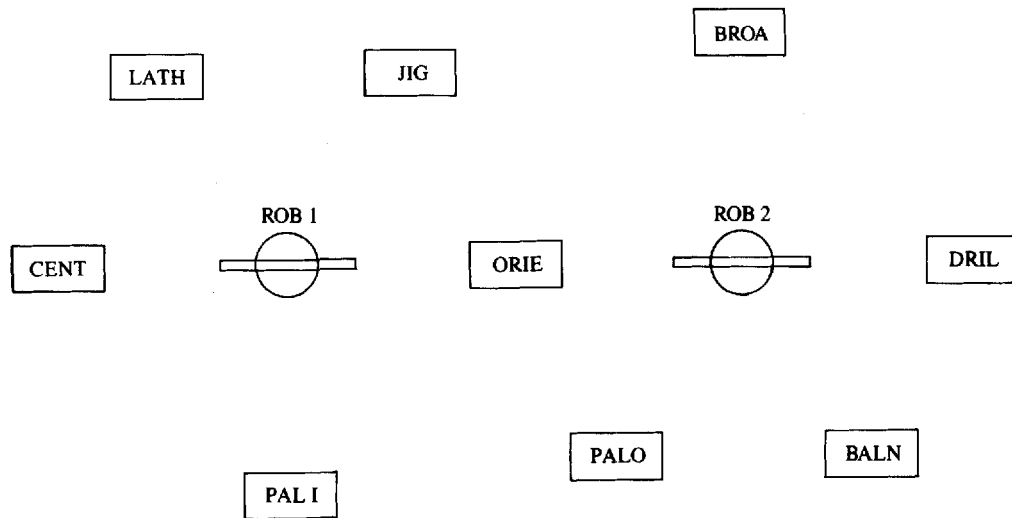 BROA
LATH
JIG
ROB 1
ROB 2
CENT
ORIE
DRIL
PALO
BALN
PAL I